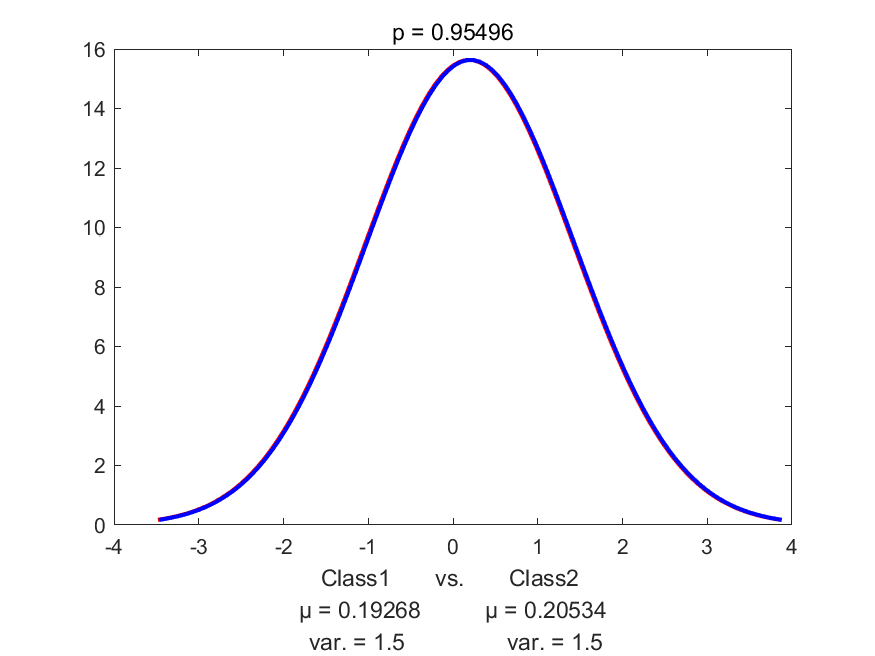 p = 0.95496
16
14
12
10
8
6
4
2
0
-4 -3 -2 -1 0 1 2 3 4
Class1 vs. Class2
μ = 0.19268 μ = 0.20534
var. = 1.5 var. = 1.5